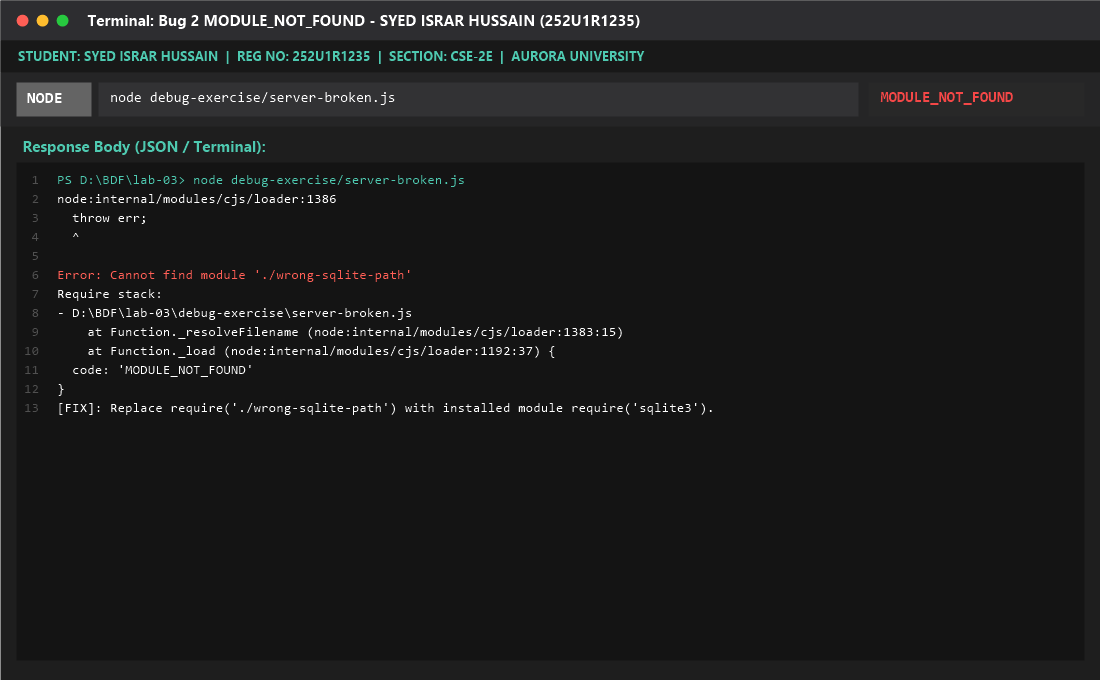 Terminal: Bug 2 MODULE_NOT_FOUND - SYED ISRAR HUSSAIN (252U1R1235)
STUDENT: SYED ISRAR HUSSAIN | REG NO: 252U1R1235 | SECTION: CSE-2E | AURORA UNIVERSITY
NODE node debug-exercise/server-broken.js MODULE_NOT_FOUND
Response Body (JSON / Terminal):
1 PS D:\BDF\lab-03> node debug-exercise/server-broken.js
2 node:internal/modules/cjs/loader:1386
3 throw err;
4 ^
5
6 Error: Cannot find module './wrong-sqlite-path'
7 Require stack:
8 - D:\BDF\lab-03\debug-exercise\server-broken.js
9 at Function._resolveFilename (node:internal/modules/cjs/loader:1383:15)
10 at Function._load (node:internal/modules/cjs/loader:1192:37) {
11 code: 'MODULE_NOT_FOUND'
12 }
13 [FIX]: Replace require('./wrong-sqlite-path') with installed module require('sqlite3').